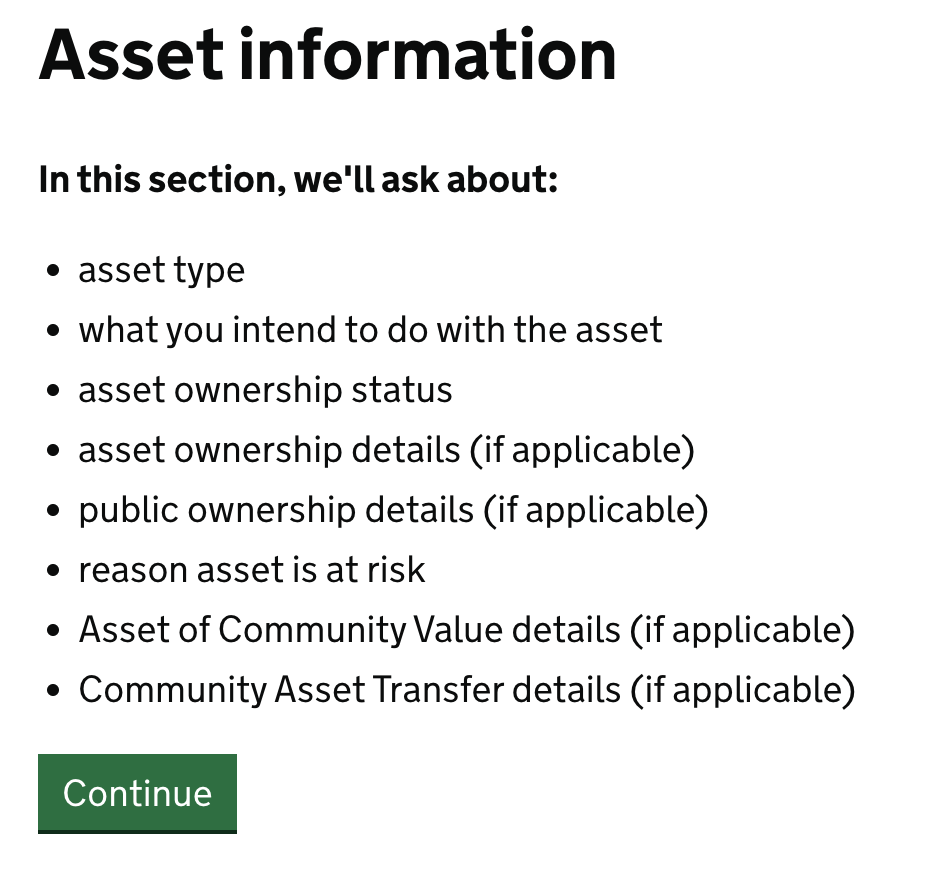 Asset information
In this section, we'll ask about:
• asset type
• what you intend to do with the asset
• asset ownership status
• asset ownership details (if applicable)
• public ownership details (if applicable)
• reason asset is at risk
• Asset of Community Value details (if applicable)
• Community Asset Transfer details (if applicable)
Continue